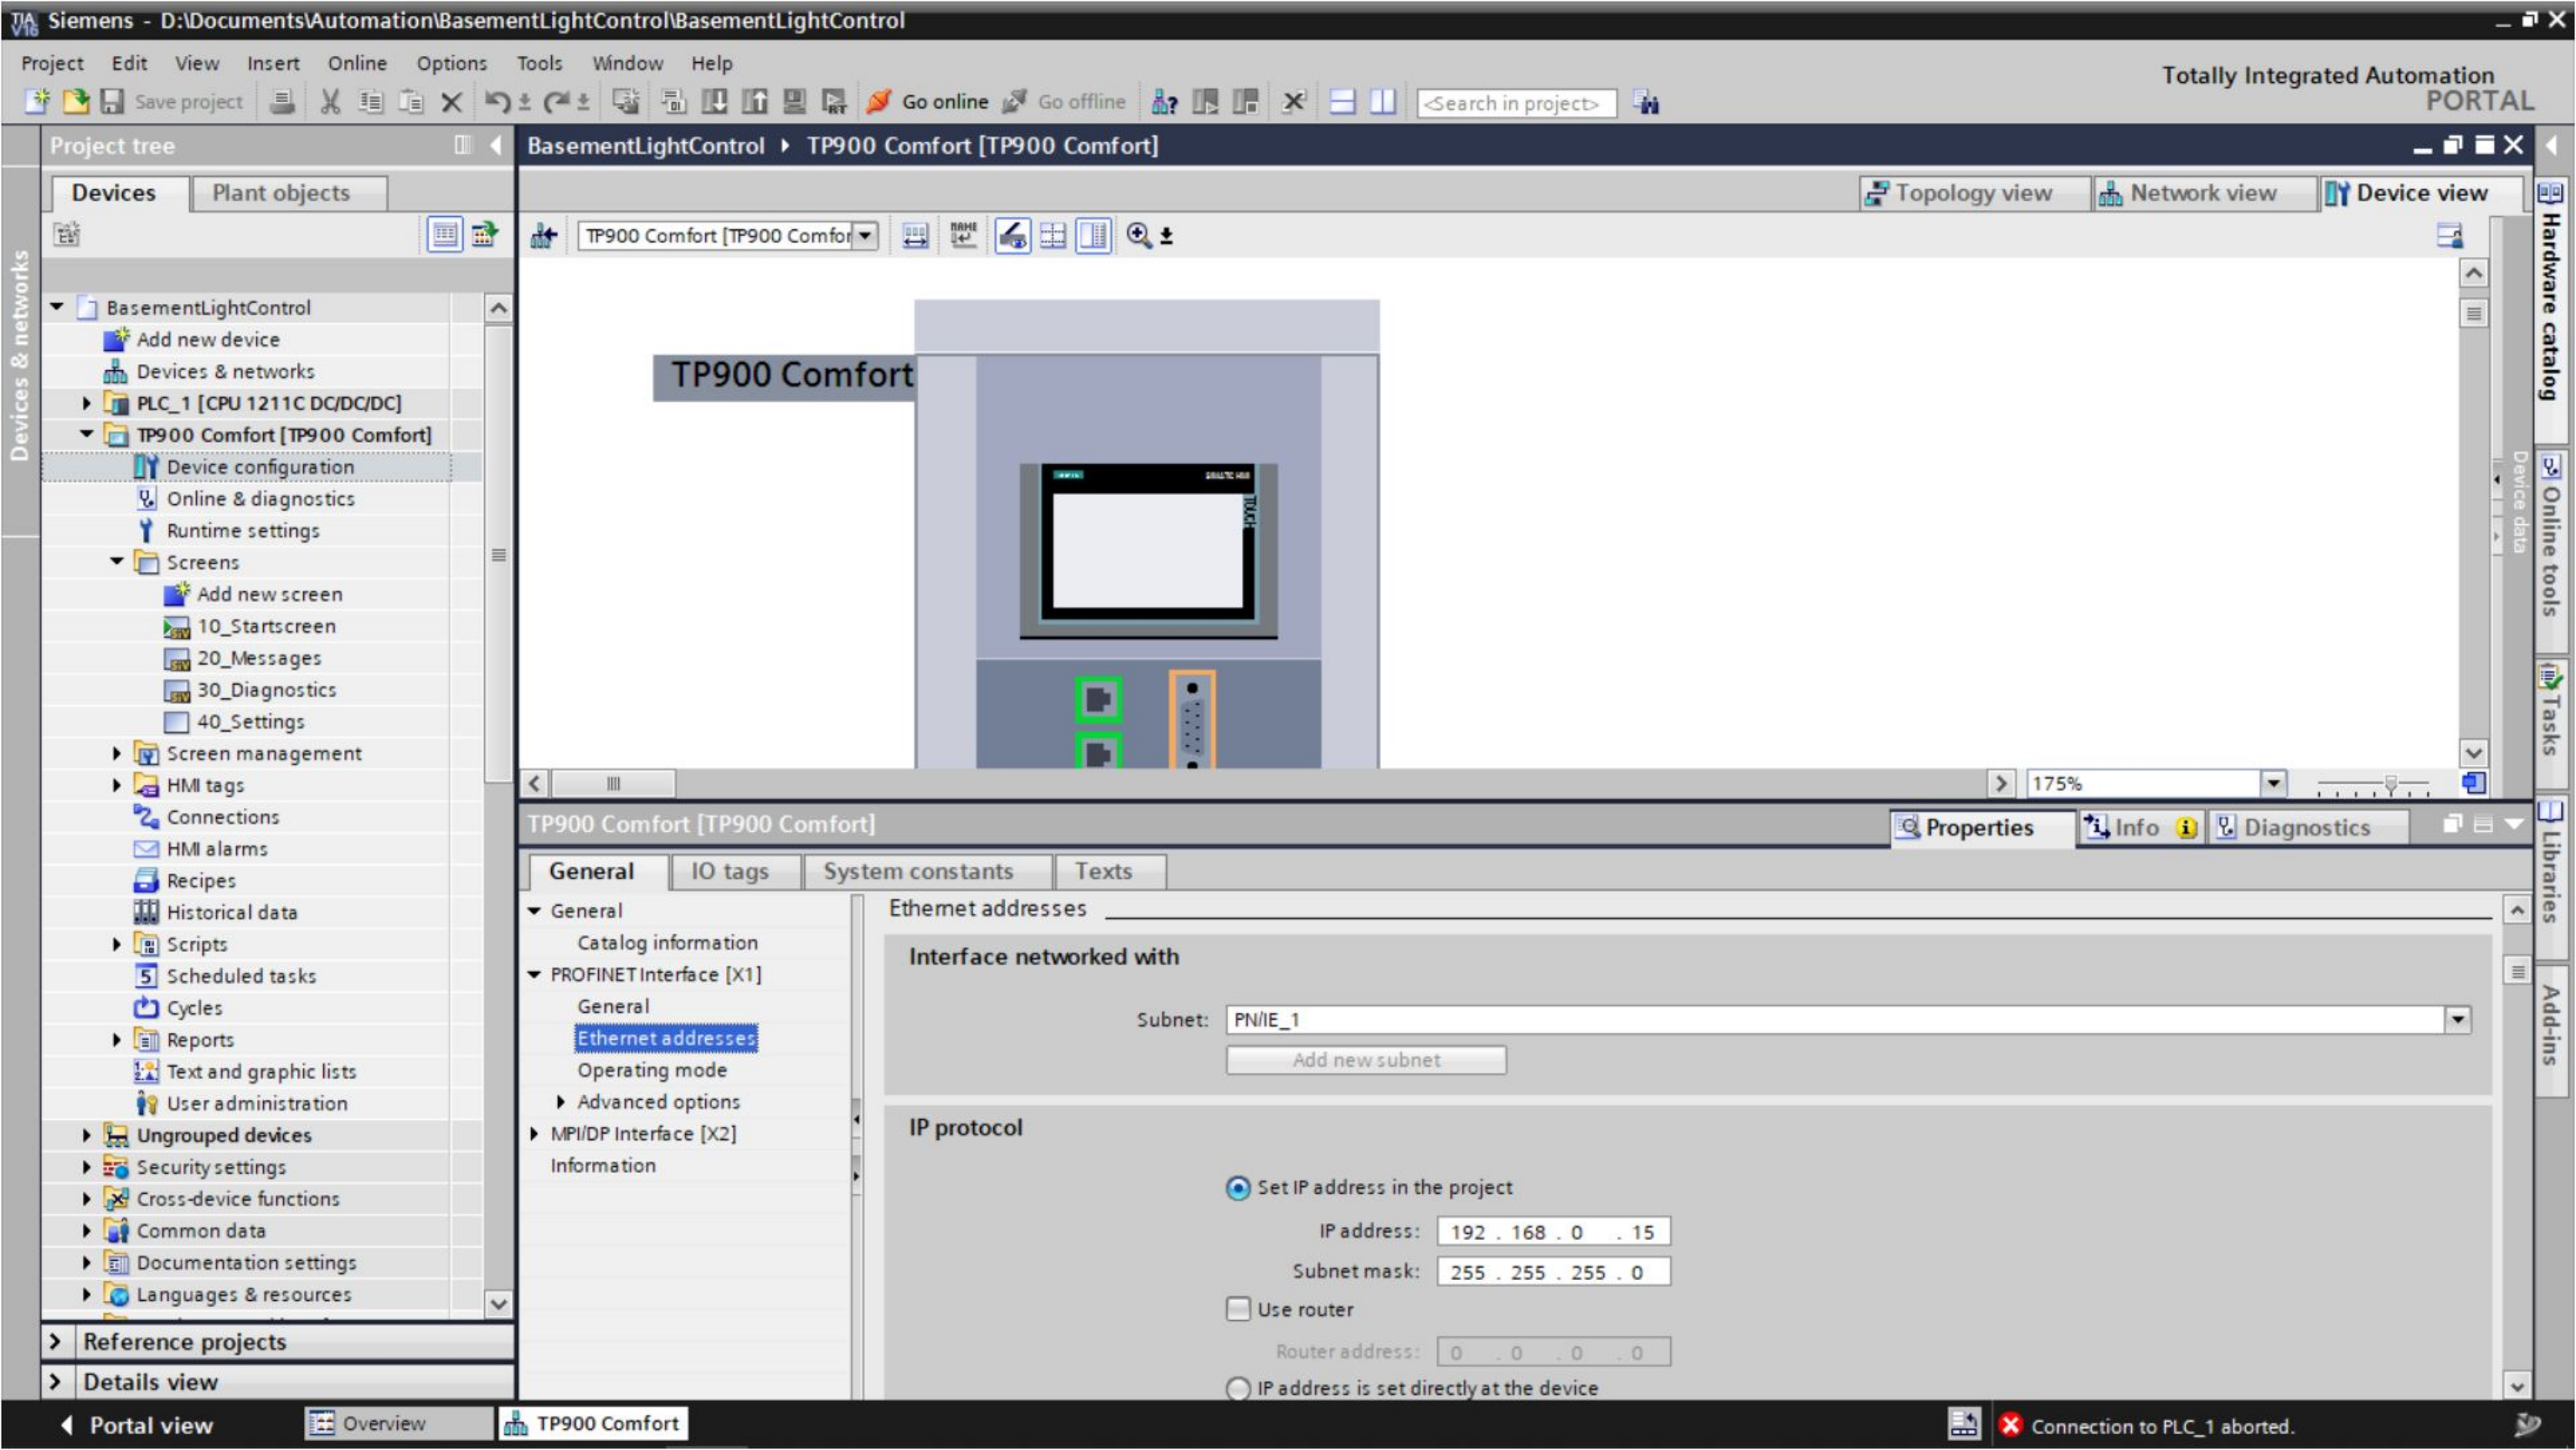 TIA V16 Siemens - D:\Documents\Automation\BasementLightControl\BasementLightControl
Project Edit View Insert Online Options Tools Window Help
Totally Integrated Automation
PORTAL
Save project Go online Go offline <Search in project>
Project tree
BasementLightControl TP900 Comfort [TP900 Comfort]
Devices Plant objects
Topology view Network view Device view
TP900 Comfort [TP900 Comfor
NAME
Devices & networks
BasementLightControl
Add new device
Devices & networks
PLC_1 [CPU 1211C DC/DC/DC]
TP900 Comfort [TP900 Comfort]
Device configuration
Online & diagnostics
Runtime settings
Screens
Add new screen
10_Startscreen
20_Messages
30_Diagnostics
40_Settings
Screen management
HMI tags
Connections
HMI alarms
Recipes
Historical data
Scripts
Scheduled tasks
Cycles
Reports
Text and graphic lists
User administration
Ungrouped devices
Security settings
Cross-device functions
Common data
Documentation settings
Languages & resources
Reference projects
Details view
TP900 Comfort
SIMATIC HMI
TOUCH
175%
Device data
Hardware catalog
Online tools
Tasks
Libraries
Add-ins
TP900 Comfort [TP900 Comfort]
Properties Info Diagnostics
General IO tags System constants Texts
General
Catalog information
PROFINET Interface [X1]
General
Ethernet addresses
Operating mode
Advanced options
MPI/DP Interface [X2]
Information
Ethernet addresses
Interface networked with
Subnet: PN/IE_1
Add new subnet
IP protocol
Set IP address in the project
IP address: 192 . 168 . 0 . 15
Subnet mask: 255 . 255 . 255 . 0
Use router
Router address: 0 . 0 . 0 . 0
IP address is set directly at the device
Portal view Overview TP900 Comfort
Connection to PLC_1 aborted.